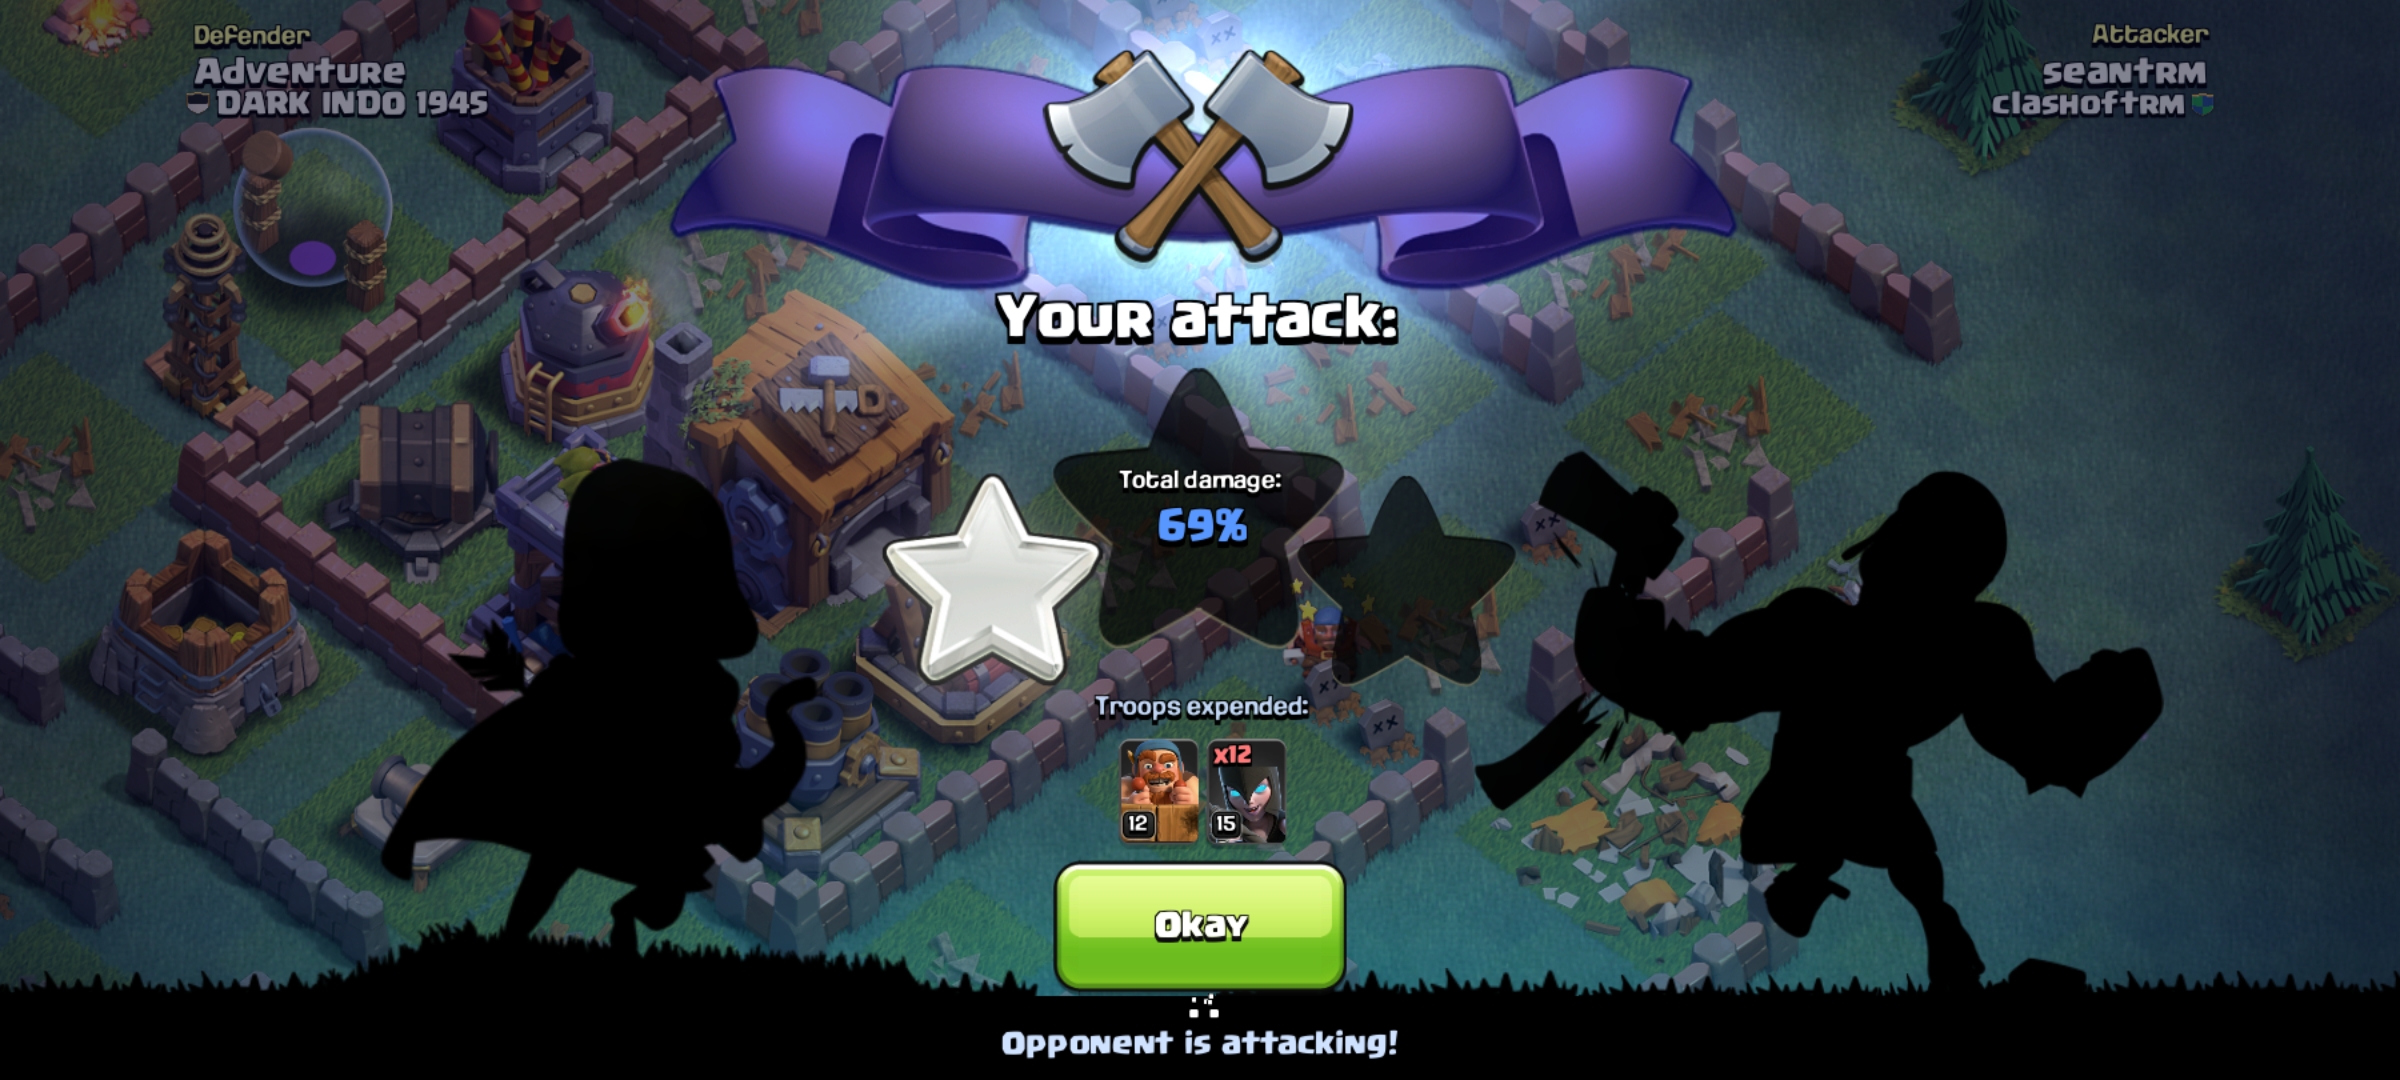 Defender
Adventure
DARK INDO 1945
Attacker
seantRM
clashoftRM
Your attack:
Total damage:
69%
Troops expended:
x12
12
15
Okay
Opponent is attacking!